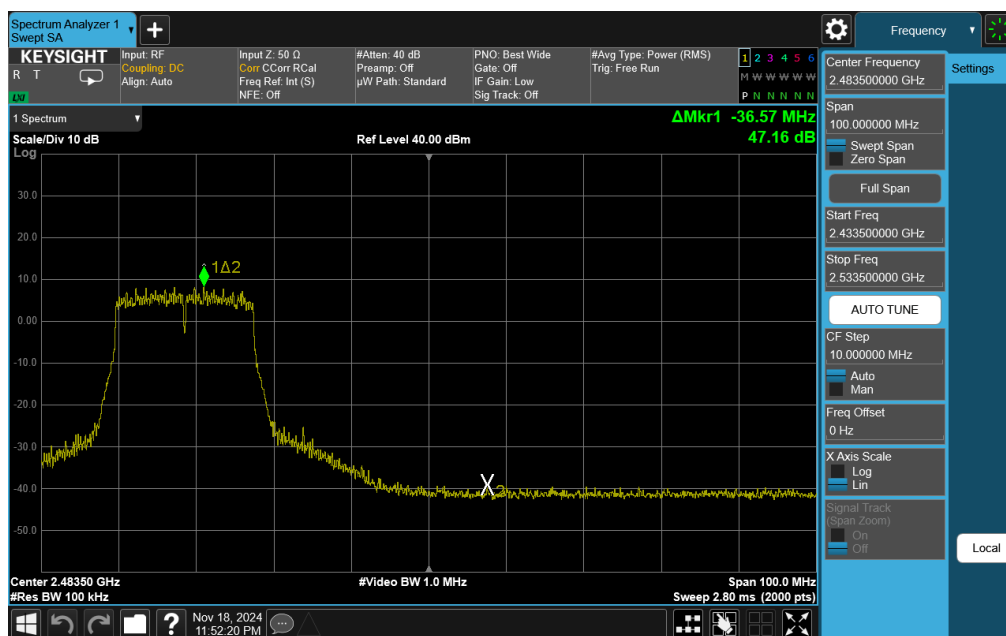 Spectrum Analyzer 1
Swept SA
Frequency
KEYSIGHT
R T
LXI
Input: RF
Coupling: DC
Align: Auto
Input Z: 50 Ω
Corr CCorr RCal
Freq Ref: Int (S)
NFE: Off
#Atten: 40 dB
Preamp: Off
µW Path: Standard
PNO: Best Wide
Gate: Off
IF Gain: Low
Sig Track: Off
#Avg Type: Power (RMS)
Trig: Free Run
1 2 3 4 5 6
M W W W W W
P N N N N N
1 Spectrum
ΔMkr1 -36.57 MHz
47.16 dB
Scale/Div 10 dB
Ref Level 40.00 dBm
Log
30.0
20.0
10.0
0.00
-10.0
-20.0
-30.0
-40.0
-50.0
1Δ2
X2
Center 2.48350 GHz
#Video BW 1.0 MHz
Span 100.0 MHz
#Res BW 100 kHz
Sweep 2.80 ms (2000 pts)
Nov 18, 2024
11:52:20 PM
Center Frequency
2.483500000 GHz
Settings
Span
100.000000 MHz
Swept Span
Zero Span
Full Span
Start Freq
2.433500000 GHz
Stop Freq
2.533500000 GHz
AUTO TUNE
CF Step
10.000000 MHz
Auto
Man
Freq Offset
0 Hz
X Axis Scale
Log
Lin
Signal Track
(Span Zoom)
On
Off
Local